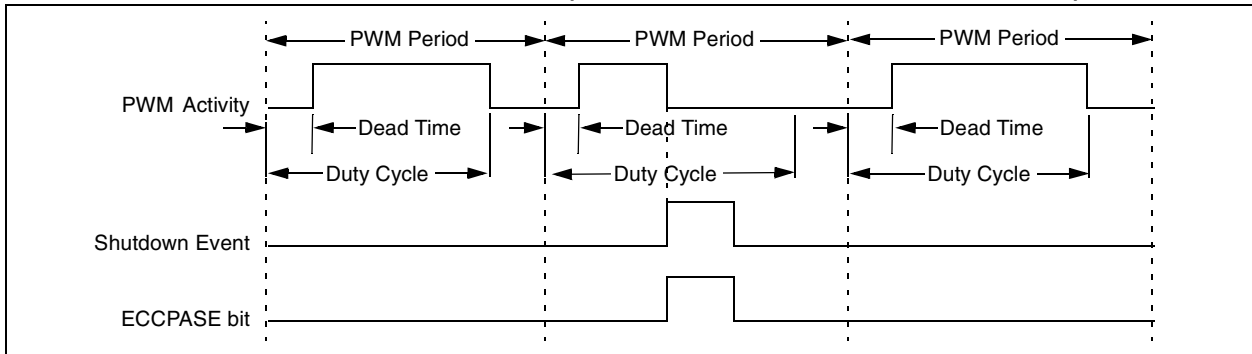 PWM Period PWM Period PWM Period
PWM Activity
Dead Time Dead Time Dead Time
Duty Cycle Duty Cycle Duty Cycle
Shutdown Event
ECCPASE bit